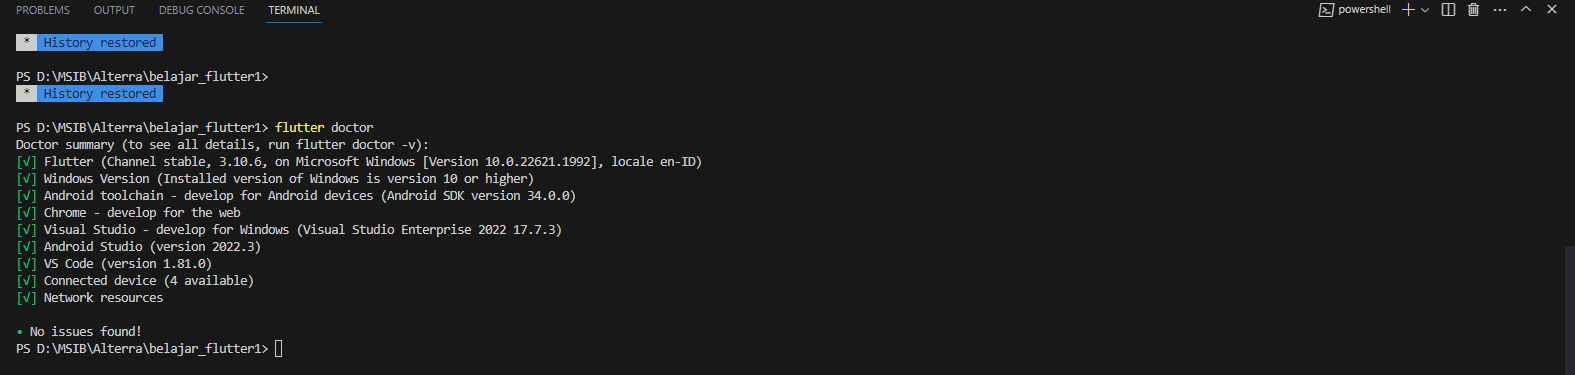 PROBLEMS OUTPUT DEBUG CONSOLE TERMINAL powershell
* History restored
PS D:\MSIB\Alterra\belajar_flutter1>
* History restored
PS D:\MSIB\Alterra\belajar_flutter1> flutter doctor
Doctor summary (to see all details, run flutter doctor -v):
[√] Flutter (Channel stable, 3.10.6, on Microsoft Windows [Version 10.0.22621.1992], locale en-ID)
[√] Windows Version (Installed version of Windows is version 10 or higher)
[√] Android toolchain - develop for Android devices (Android SDK version 34.0.0)
[√] Chrome - develop for the web
[√] Visual Studio - develop for Windows (Visual Studio Enterprise 2022 17.7.3)
[√] Android Studio (version 2022.3)
[√] VS Code (version 1.81.0)
[√] Connected device (4 available)
[√] Network resources
• No issues found!
PS D:\MSIB\Alterra\belajar_flutter1>